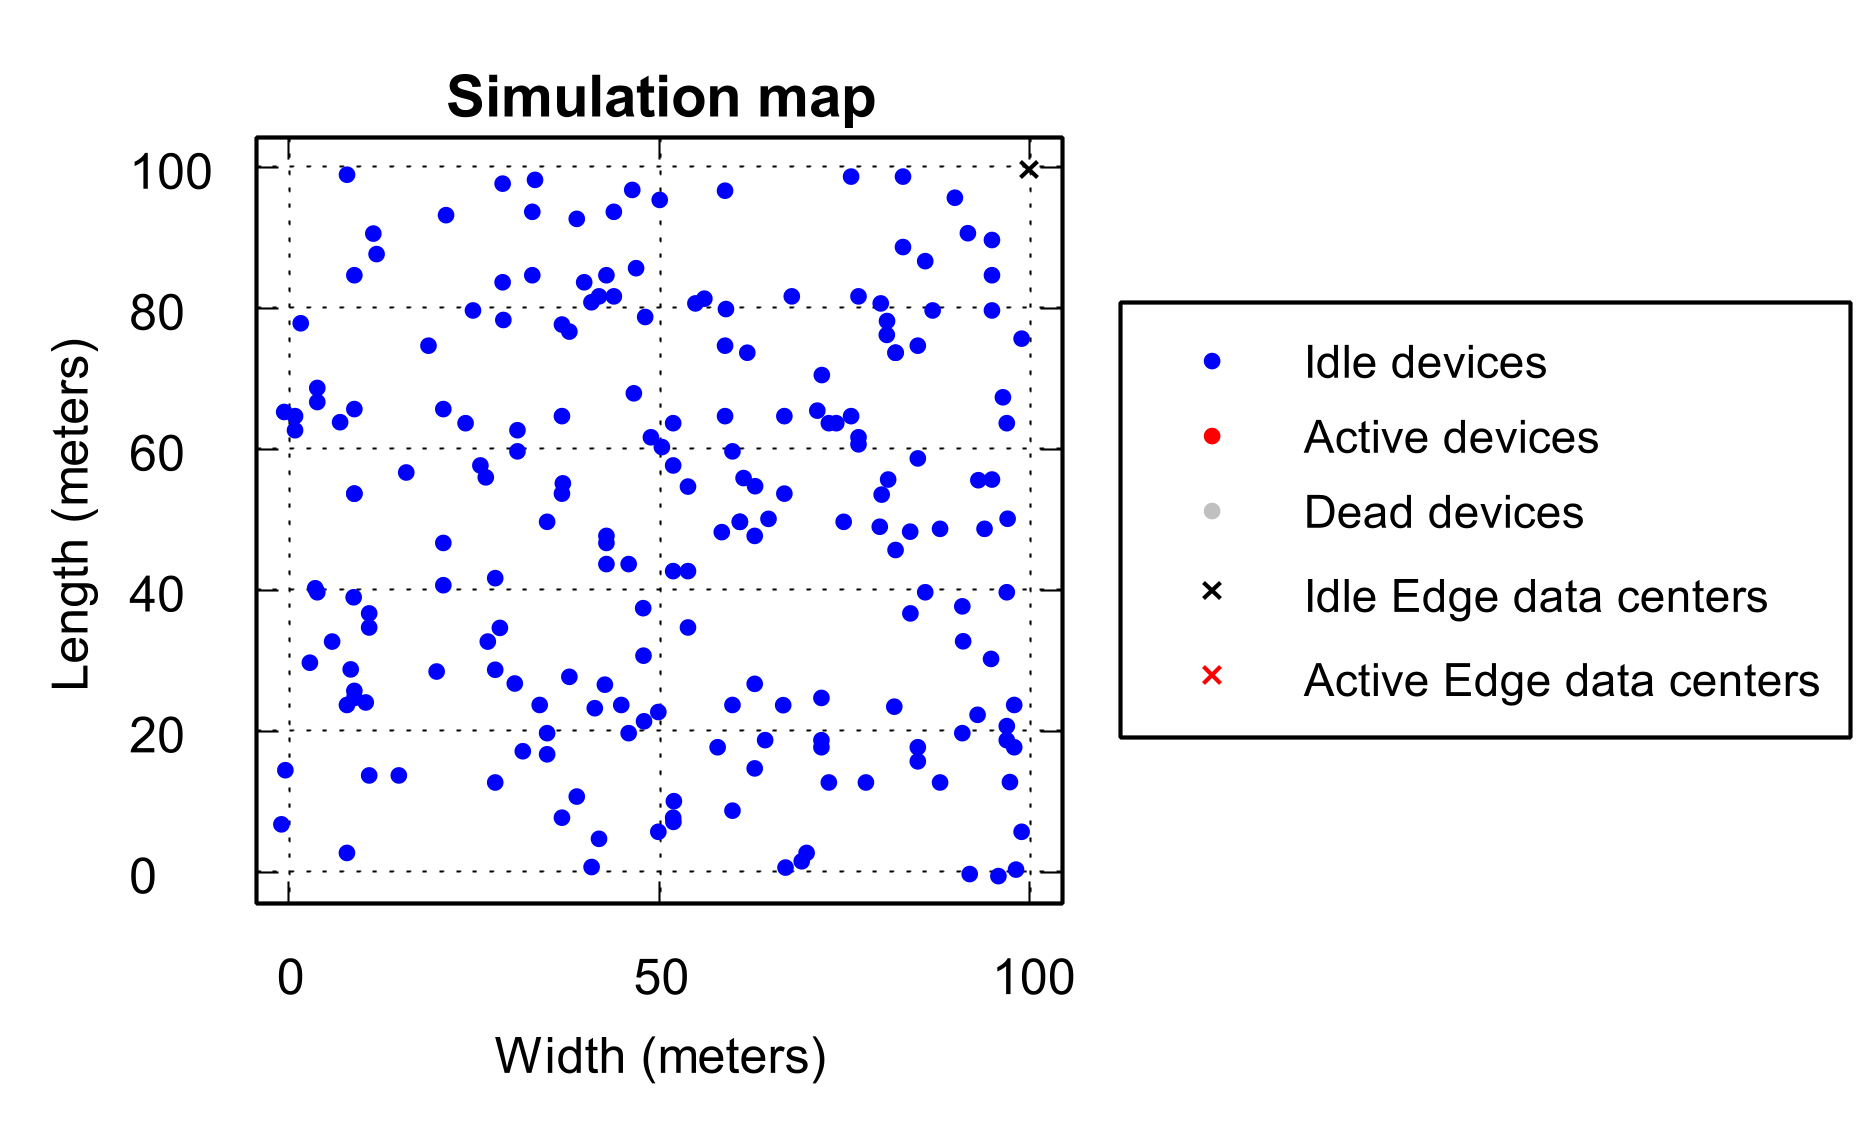 Simulation map
100
80
60
40
20
0
Length (meters)
0 50 100
Width (meters)
Idle devices
Active devices
Dead devices
Idle Edge data centers
Active Edge data centers